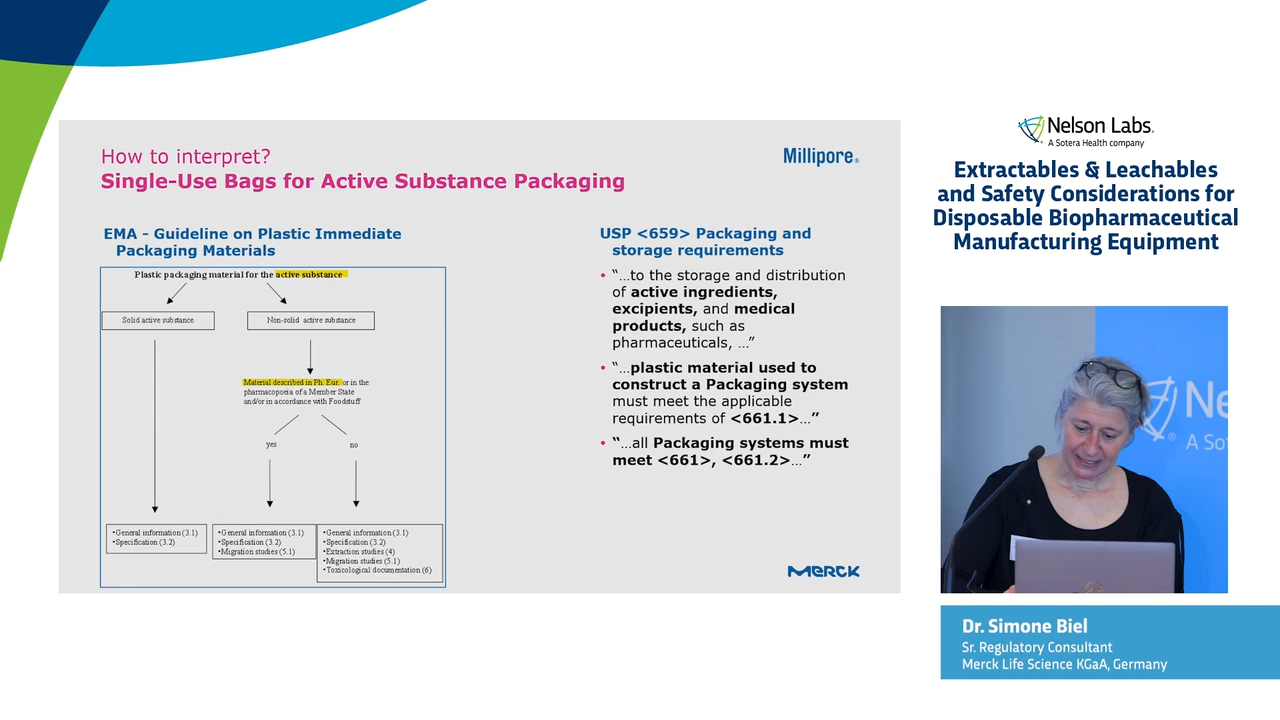 How to interpret?
Single-Use Bags for Active Substance Packaging
Millipore®
EMA - Guideline on Plastic Immediate
Packaging Materials
Plastic packaging material for the active substance
Solid active substance
Non-solid active substance
Material described in Ph. Eur. or in the
pharmacopoeia of a Member State
and/or in accordance with Foodstuff
yes
no
•General information (3.1)
•Specification (3.2)
•General information (3.1)
•Specification (3.2)
•Migration studies (5.1)
•General information (3.1)
•Specification (3.2)
•Extraction studies (4)
•Migration studies (5.1)
•Toxicological documentation (6)
USP <659> Packaging and
storage requirements
• “…to the storage and distribution
of active ingredients,
excipients, and medical
products, such as
pharmaceuticals, …”
• “…plastic material used to
construct a Packaging system
must meet the applicable
requirements of <661.1>…”
• “…all Packaging systems must
meet <661>, <661.2>…”
MERCK
Nelson Labs.
A Sotera Health company
Extractables & Leachables
and Safety Considerations for
Disposable Biopharmaceutical
Manufacturing Equipment
Ne
® A Sot
Dr. Simone Biel
Sr. Regulatory Consultant
Merck Life Science KGaA, Germany